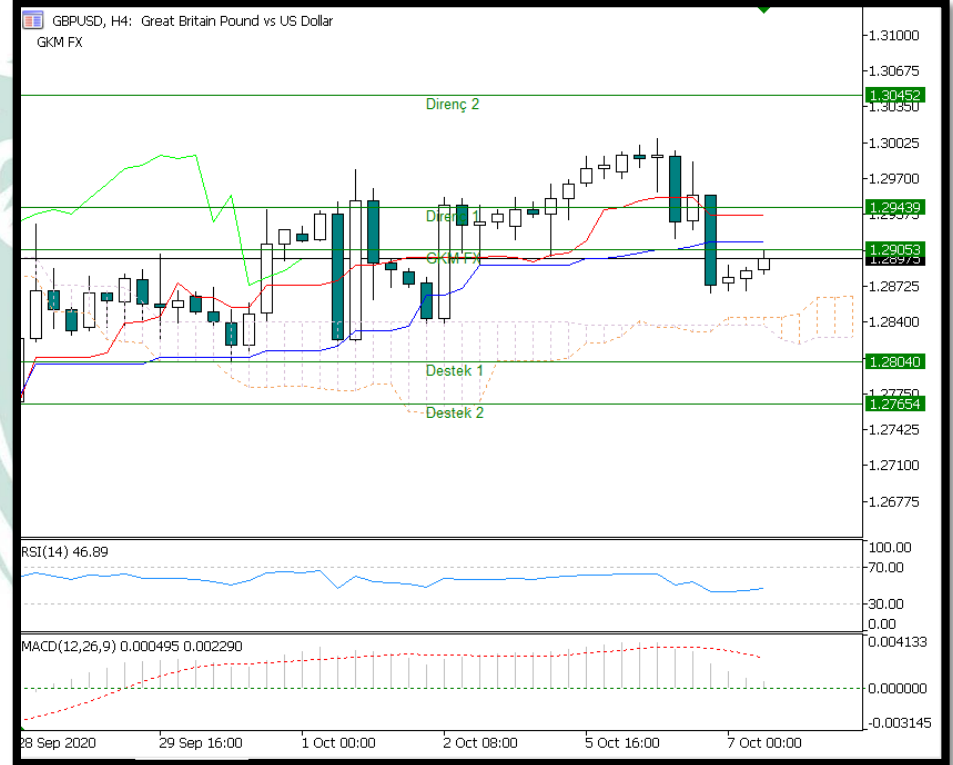 GBPUSD, H4: Great Britain Pound vs US Dollar
GKM FX
1.31000
1.30675
1.30452
1.30350
Direnç 2
1.30025
1.29700
1.29439
Direnç 1
1.29053
GKM FX
1.28975
1.28725
1.28400
1.28040
Destek 1
1.27750
1.27654
Destek 2
1.27425
1.27100
1.26775
RSI(14) 46.89
100.00
70.00
30.00
0.00
MACD(12,26,9) 0.000495 0.002290
0.004133
0.000000
-0.003145
28 Sep 2020
29 Sep 16:00
1 Oct 00:00
2 Oct 08:00
5 Oct 16:00
7 Oct 00:00